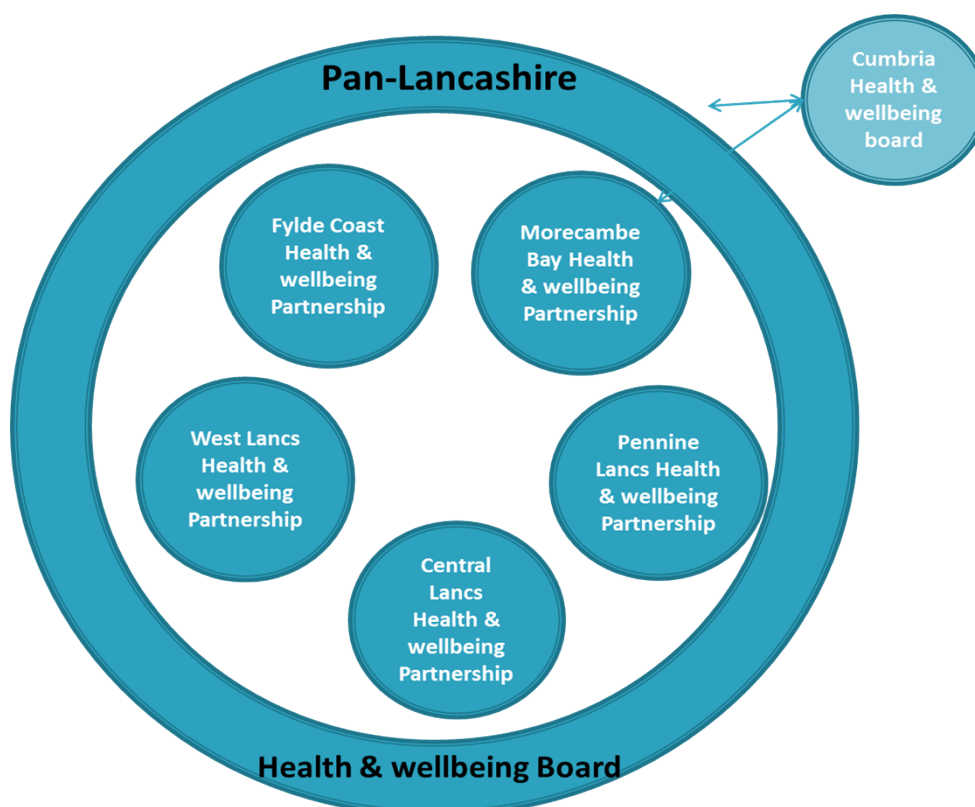 Pan-Lancashire
Cumbria
Health &
wellbeing
board
Fylde Coast
Health &
wellbeing
Partnership
Morecambe
Bay Health
& wellbeing
Partnership
West Lancs
Health &
wellbeing
Partnership
Pennine
Lancs Health
& wellbeing
Partnership
Central
Lancs
Health &
wellbeing
Partnership
Health & wellbeing Board